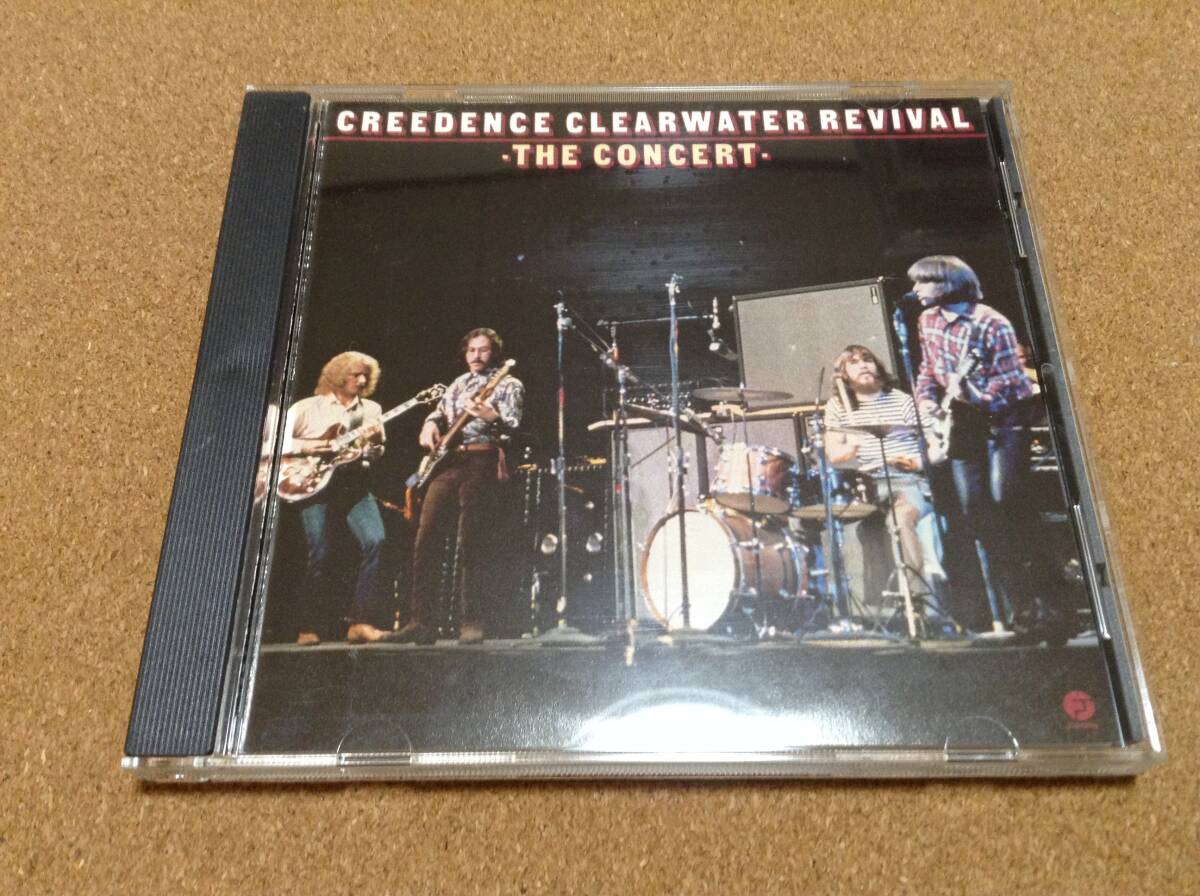 CREEDENCE CLEARWATER REVIVAL
·THE CONCERT·